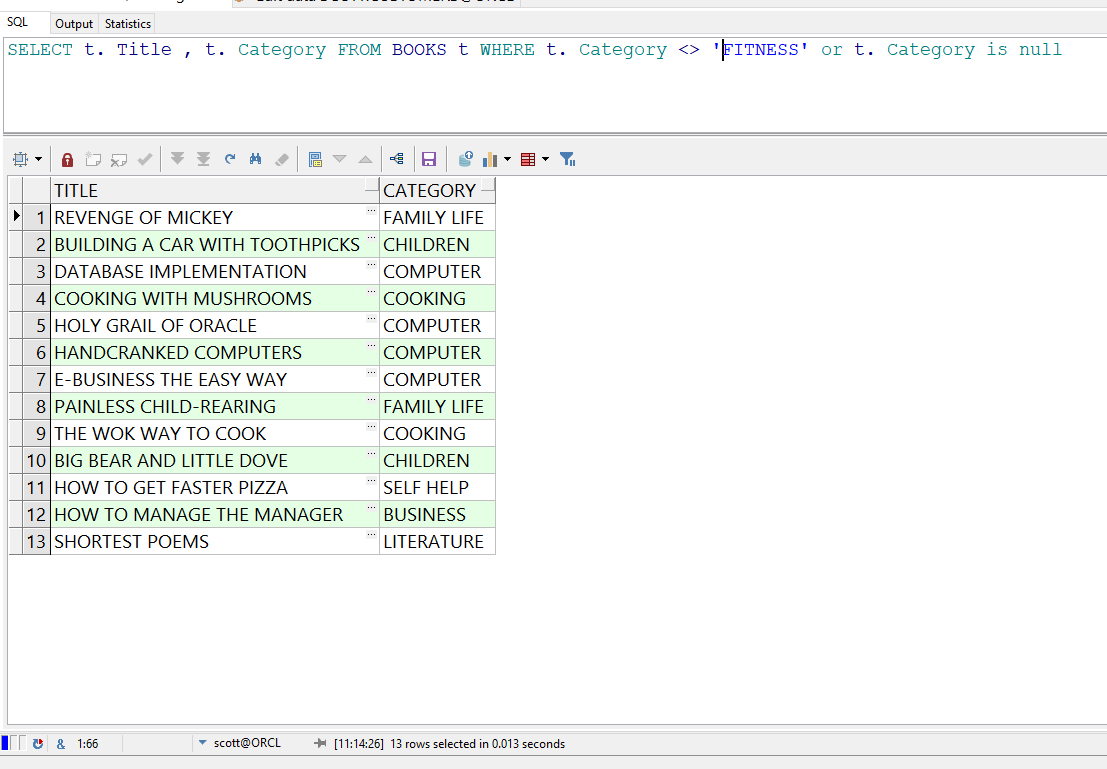 SQL Output Statistics
SELECT t. Title , t. Category FROM BOOKS t WHERE t. Category <> 'FITNESS' or t. Category is null
TITLE CATEGORY
1 REVENGE OF MICKEY ... FAMILY LIFE
2 BUILDING A CAR WITH TOOTHPICKS ... CHILDREN
3 DATABASE IMPLEMENTATION ... COMPUTER
4 COOKING WITH MUSHROOMS ... COOKING
5 HOLY GRAIL OF ORACLE ... COMPUTER
6 HANDCRANKED COMPUTERS ... COMPUTER
7 E-BUSINESS THE EASY WAY ... COMPUTER
8 PAINLESS CHILD-REARING ... FAMILY LIFE
9 THE WOK WAY TO COOK ... COOKING
10 BIG BEAR AND LITTLE DOVE ... CHILDREN
11 HOW TO GET FASTER PIZZA ... SELF HELP
12 HOW TO MANAGE THE MANAGER ... BUSINESS
13 SHORTEST POEMS ... LITERATURE
& 1:66 scott@ORCL [11:14:26] 13 rows selected in 0.013 seconds